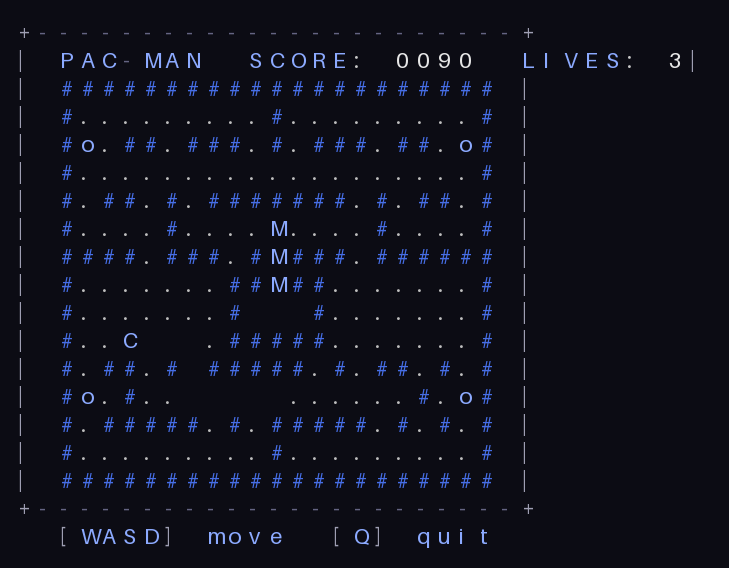 +-----------------------+
| PAC-MAN  SCORE: 0090  LIVES: 3|
| ##################### |
| #.........#.........# |
| #o.##.###.#.###.##.o# |
| #...................# |
| #.##.#.#######.#.##.# |
| #....#....M....#....# |
| ####.###.#M###.###### |
| #.......##M##.......# |
| #.......#   #.......# |
| #..C   .#####.......# |
| #.##.# #####.#.##.#.# |
| #o.#..     ......#.o# |
| #.#####.#.#####.#.#.# |
| #.........#.........# |
| ##################### |
+-----------------------+
[WASD] move  [Q] quit